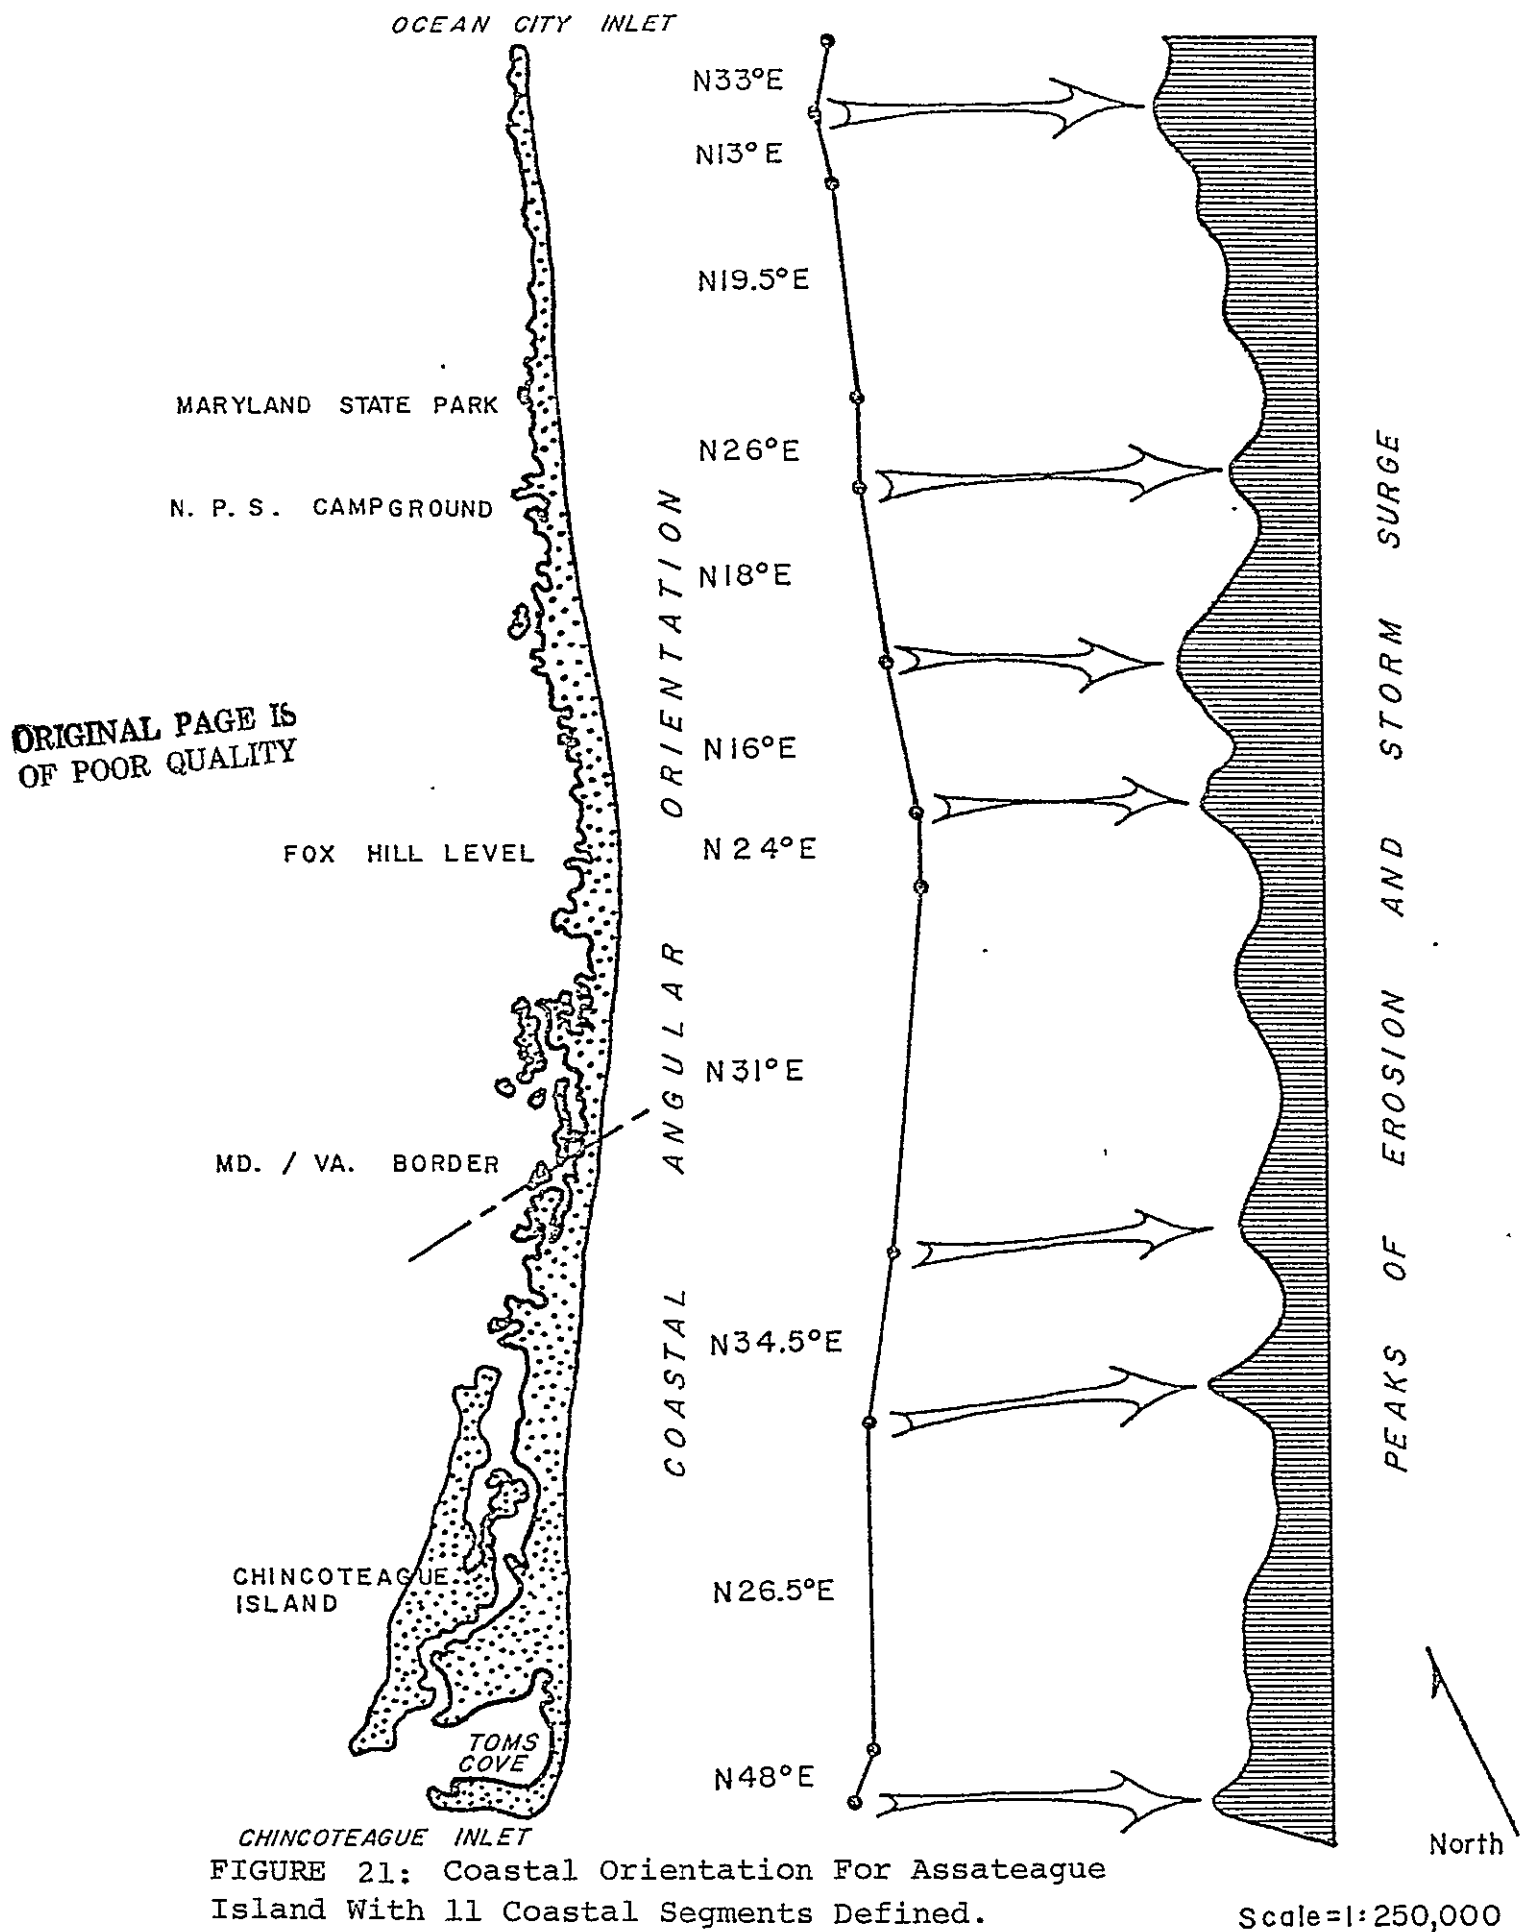 OCEAN CITY INLET
N33°E
N13°E
N19.5°E
MARYLAND STATE PARK
N26°E
N. P. S. CAMPGROUND
N18°E
ORIGINAL PAGE IS
OF POOR QUALITY
N16°E
FOX HILL LEVEL
N24°E
N31°E
MD. / VA. BORDER
N34.5°E
CHINCOTEAGUE
ISLAND
N26.5°E
TOMS
COVE
N48°E
CHINCOTEAGUE INLET
COASTAL ANGULAR ORIENTATION
PEAKS OF EROSION AND STORM SURGE
North
FIGURE 21: Coastal Orientation For Assateague
Island With 11 Coastal Segments Defined.
Scale=1:250,000